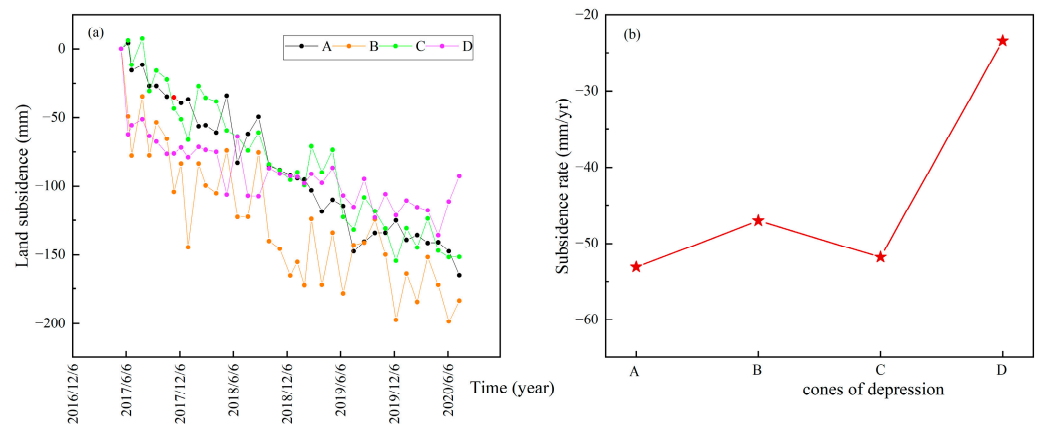 (a)
A B C D
0
−50
−100
−150
−200
Land subsidence (mm)
2016/12/6
2017/6/6
2017/12/6
2018/6/6
2018/12/6
2019/6/6
2019/12/6
2020/6/6
Time (year)
(b)
−20
−30
−40
−50
−60
Subsidence rate (mm/yr)
A B C D
cones of depression